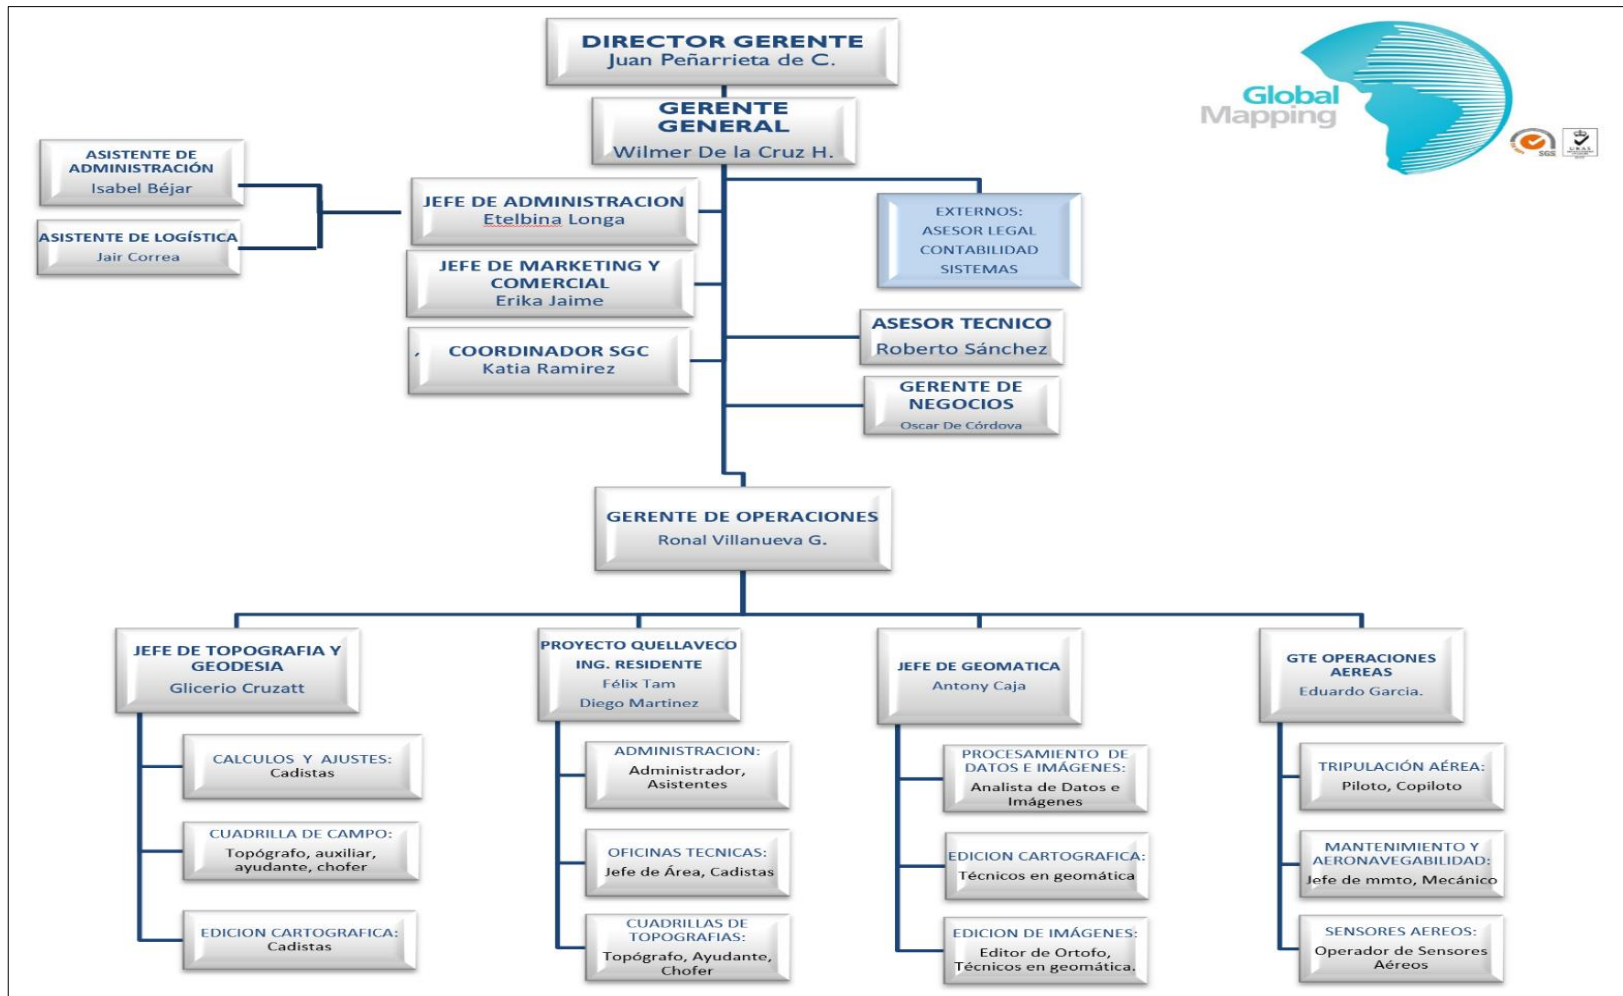 DIRECTOR GERENTE
Juan Peñarrieta de C.
GERENTE
GENERAL
Wilmer De la Cruz H.
Global
Mapping
SGS
UKAS
ASISTENTE DE
ADMINISTRACIÓN
Isabel Béjar
ASISTENTE DE LOGÍSTICA
Jair Correa
JEFE DE ADMINISTRACION
Etelbina Longa
JEFE DE MARKETING Y
COMERCIAL
Erika Jaime
COORDINADOR SGC
Katia Ramirez
EXTERNOS:
ASESOR LEGAL
CONTABILIDAD
SISTEMAS
ASESOR TECNICO
Roberto Sánchez
GERENTE DE
NEGOCIOS
Oscar De Córdova
GERENTE DE OPERACIONES
Ronal Villanueva G.
JEFE DE TOPOGRAFIA Y
GEODESIA
Glicerio Cruzatt
CALCULOS Y AJUSTES:
Cadistas
CUADRILLA DE CAMPO:
Topógrafo, auxiliar,
ayudante, chofer
EDICION CARTOGRAFICA:
Cadistas
PROYECTO QUELLAVECO
ING. RESIDENTE
Félix Tam
Diego Martinez
ADMINISTRACION:
Administrador,
Asistentes
OFICINAS TECNICAS:
Jefe de Área, Cadistas
CUADRILLAS DE
TOPOGRAFIAS:
Topógrafo, Ayudante,
Chofer
JEFE DE GEOMATICA
Antony Caja
PROCESAMIENTO DE
DATOS E IMÁGENES:
Analista de Datos e
Imágenes
EDICION CARTOGRAFICA:
Técnicos en geomática
EDICION DE IMÁGENES:
Editor de Ortofo,
Técnicos en geomática.
GTE OPERACIONES
AEREAS
Eduardo Garcia.
TRIPULACIÓN AÉREA:
Piloto, Copiloto
MANTENIMIENTO Y
AERONAVEGABILIDAD:
Jefe de mmto, Mecánico
SENSORES AEREOS:
Operador de Sensores
Aéreos